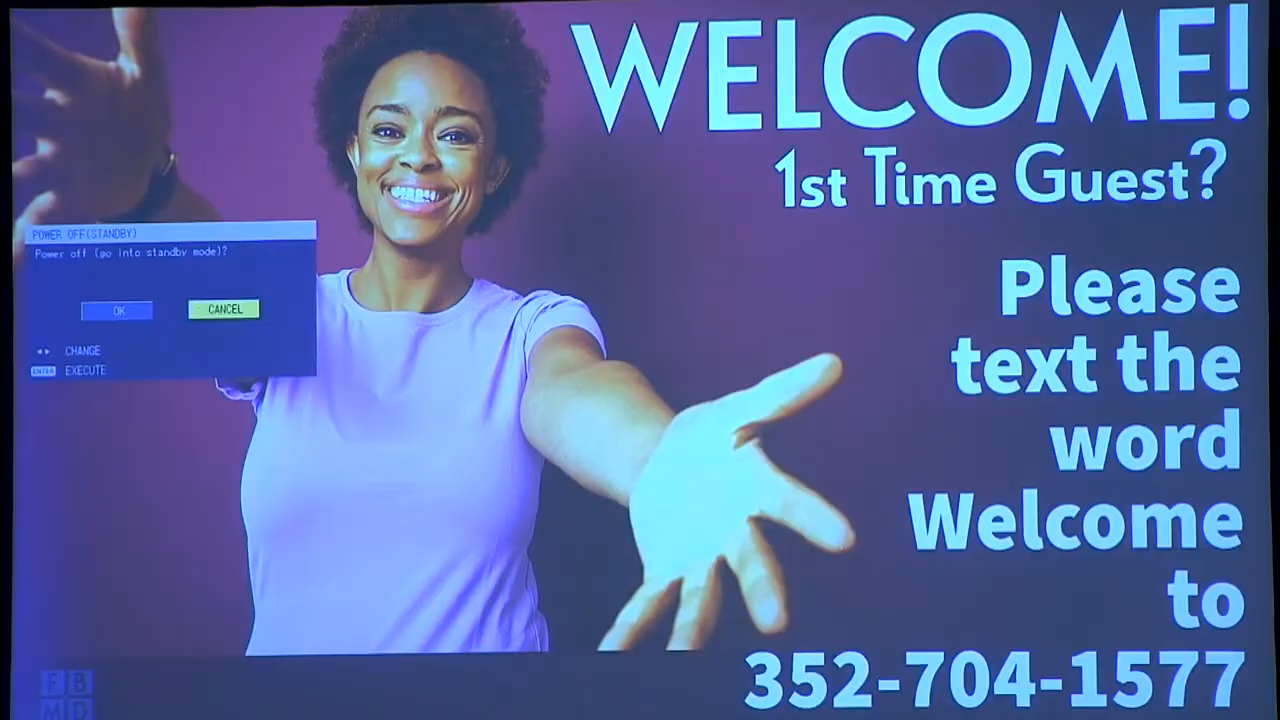 WELCOME!
1st Time Guest?
POWER OFF(STANDBY)
Power off (go into standby mode)?
OK
CANCEL
CHANGE
ENTER EXECUTE
Please
text the
word
Welcome
to
352-704-1577
F B
M D